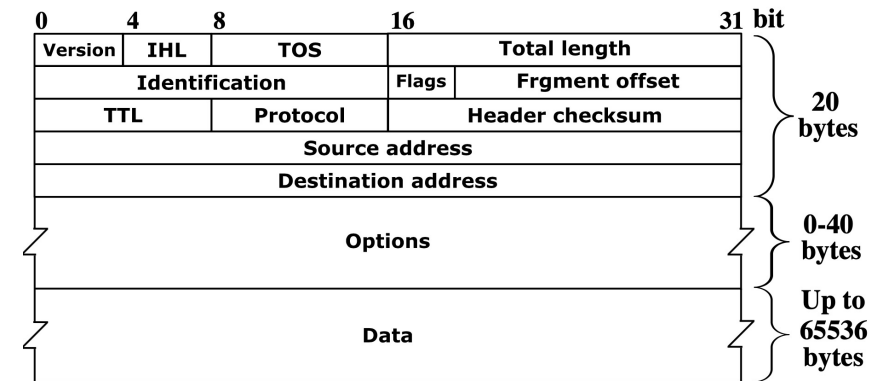 0 4 8 16 31 bit
Version IHL TOS Total length
Identification Flags Frgment offset
TTL Protocol Header checksum
20
bytes
Source address
Destination address
Options
0-40
bytes
Data
Up to
65536
bytes